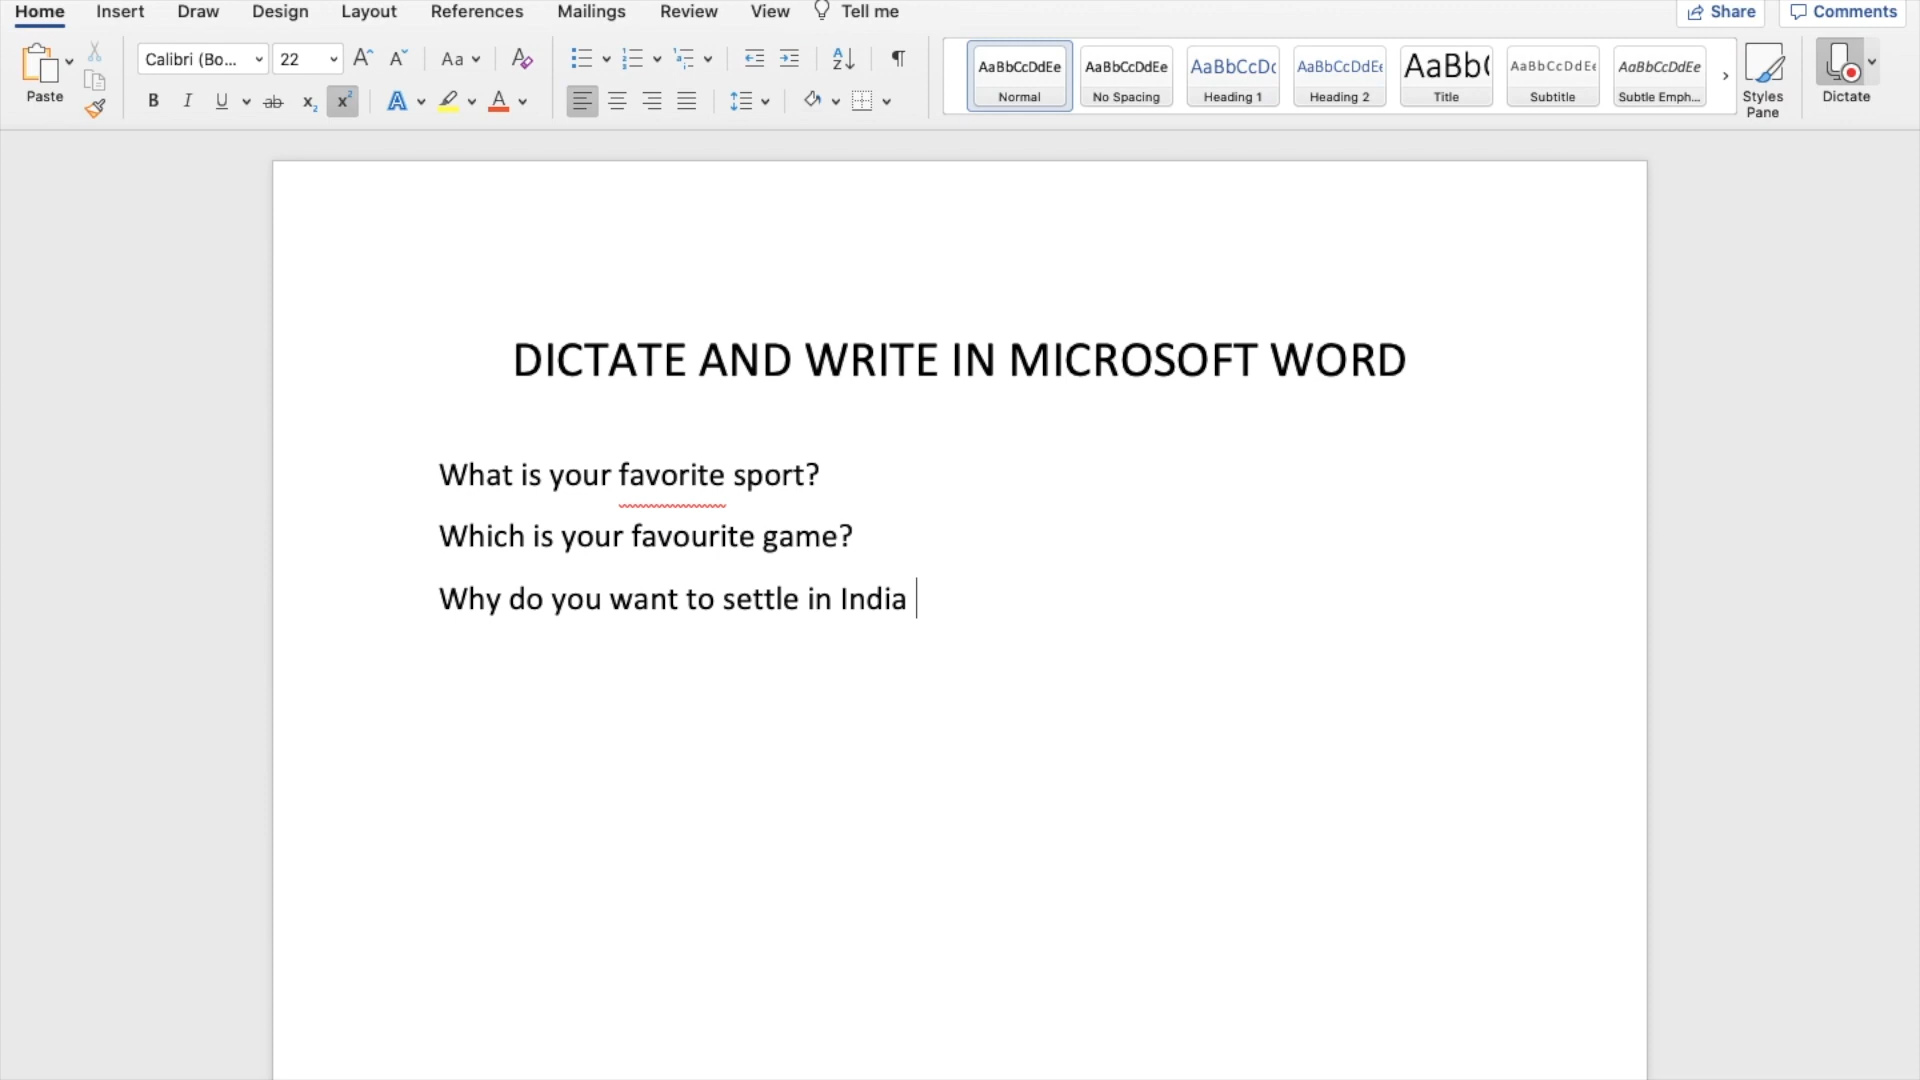 Home Insert Draw Design Layout References Mailings Review View Tell me Share Comments
Paste
Calibri (Bo... 22 Aa
AaBbCcDdEe AaBbCcDdEe AaBbCcDc AaBbCcDdEe AaBb( AaBbCcDdEe AaBbCcDdEe
Normal No Spacing Heading 1 Heading 2 Title Subtitle Subtle Emph...
Styles Pane
Dictate
DICTATE AND WRITE IN MICROSOFT WORD
What is your favorite sport?
Which is your favourite game?
Why do you want to settle in India